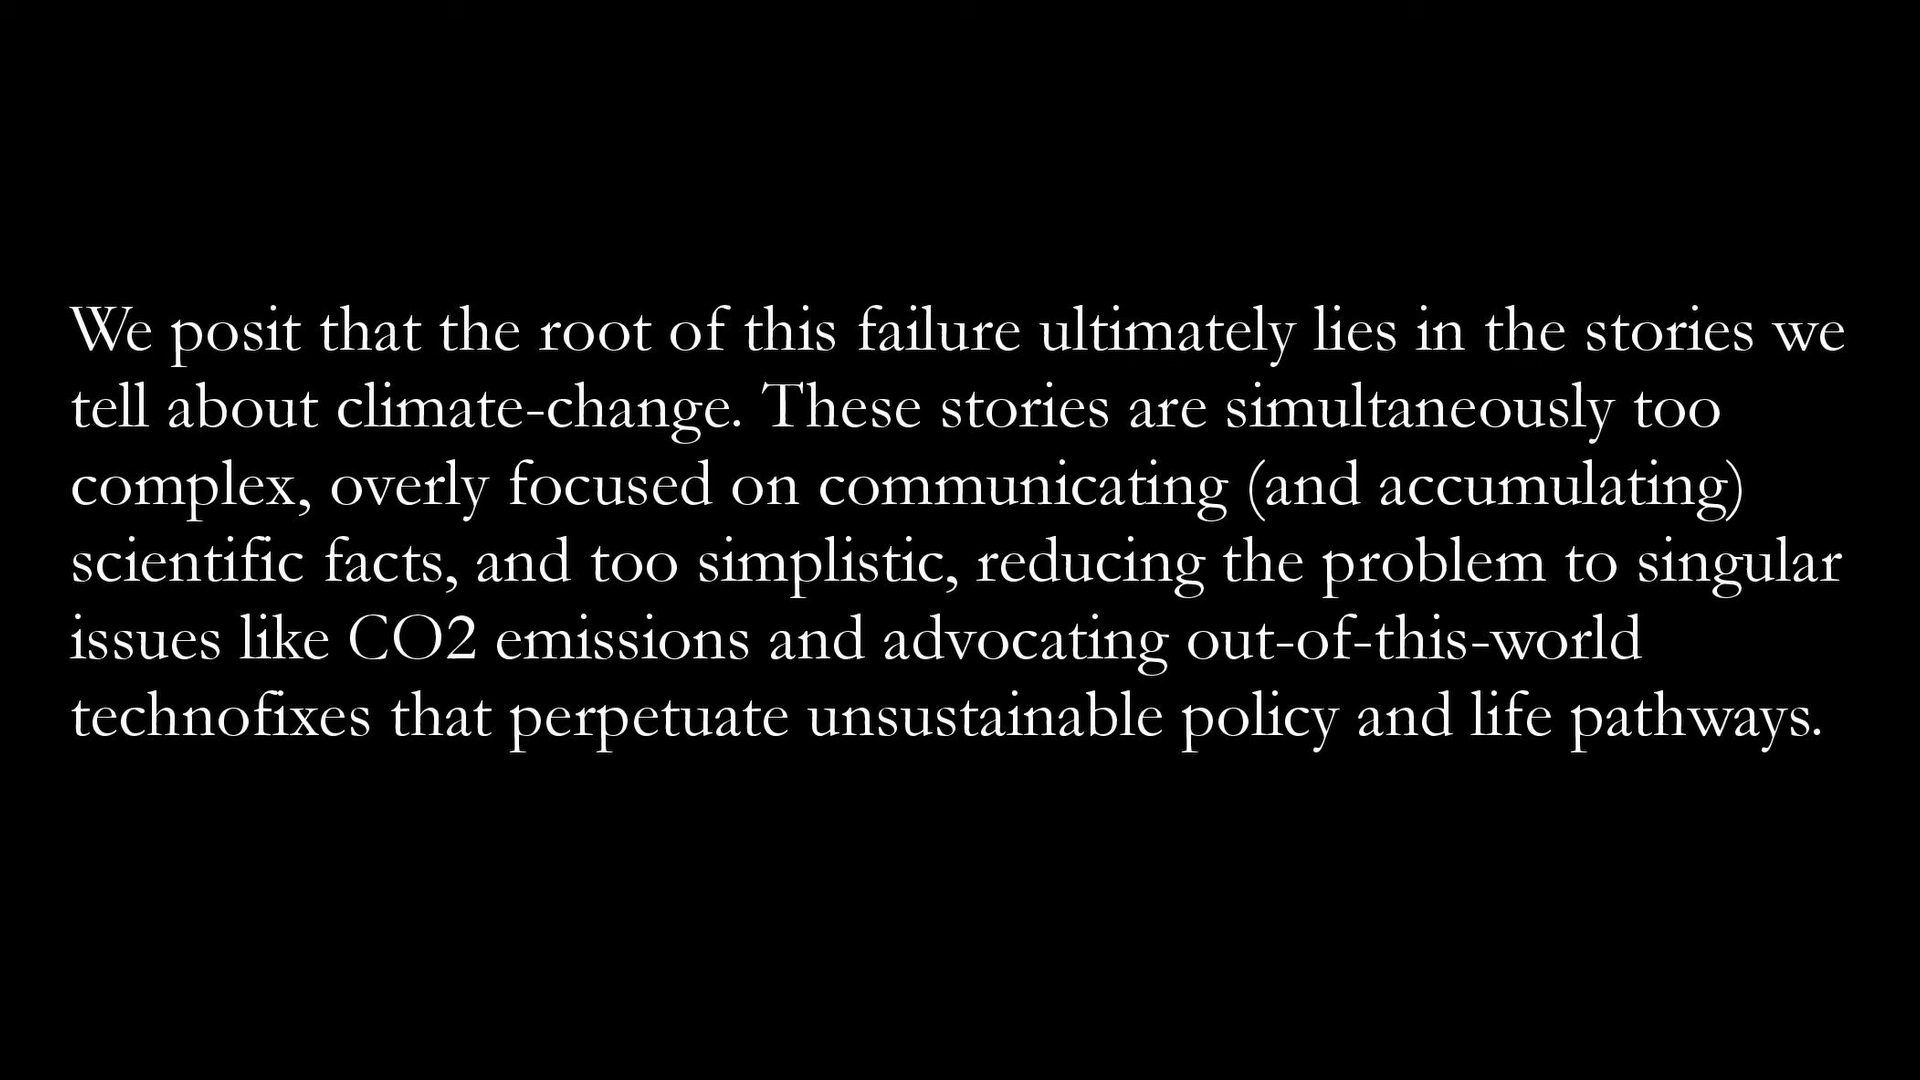 We posit that the root of this failure ultimately lies in the stories we
tell about climate-change. These stories are simultaneously too
complex, overly focused on communicating (and accumulating)
scientific facts, and too simplistic, reducing the problem to singular
issues like CO2 emissions and advocating out-of-this-world
technofixes that perpetuate unsustainable policy and life pathways.